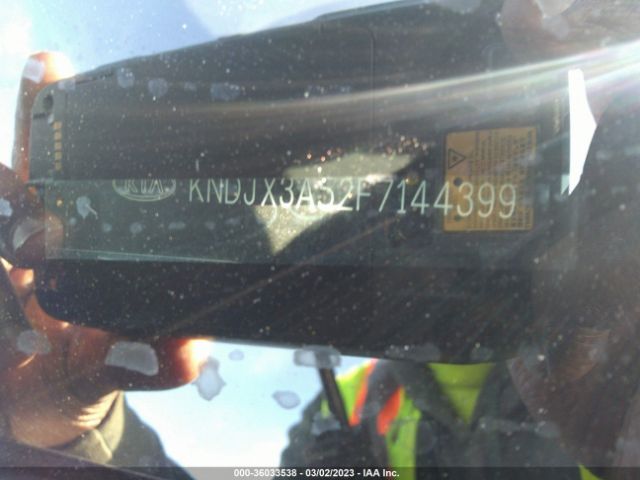 KIA KNDJX3A52F7144399
000-36033538 - 03/02/2023 - IAA Inc.